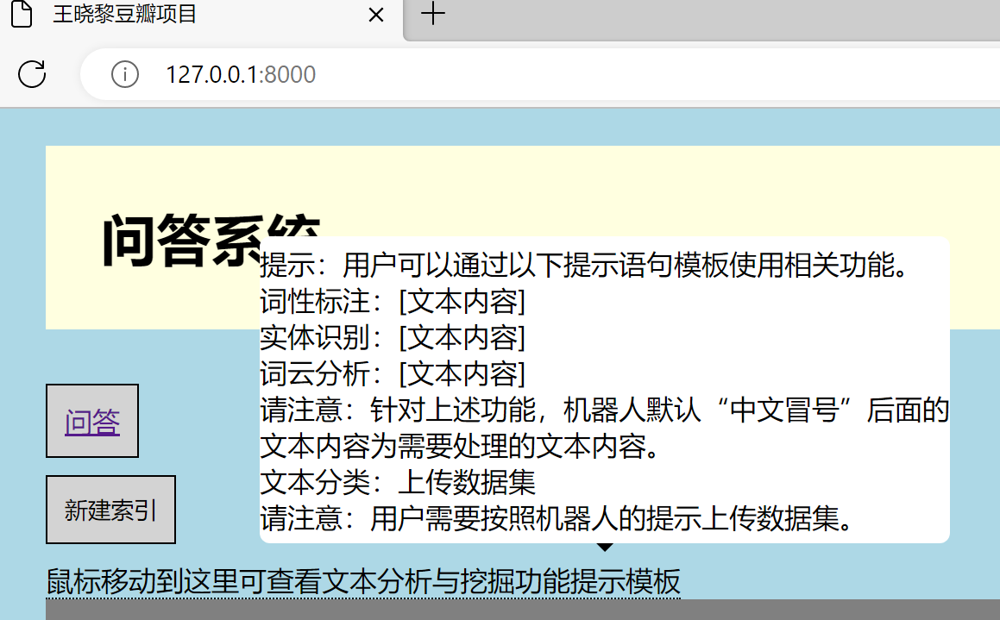 王晓黎豆瓣项目
127.0.0.1:8000
问答系统
提示：用户可以通过以下提示语句模板使用相关功能。
词性标注：[文本内容]
实体识别：[文本内容]
词云分析：[文本内容]
请注意：针对上述功能，机器人默认“中文冒号”后面的
文本内容为需要处理的文本内容。
文本分类：上传数据集
请注意：用户需要按照机器人的提示上传数据集。
问答
新建索引
鼠标移动到这里可查看文本分析与挖掘功能提示模板